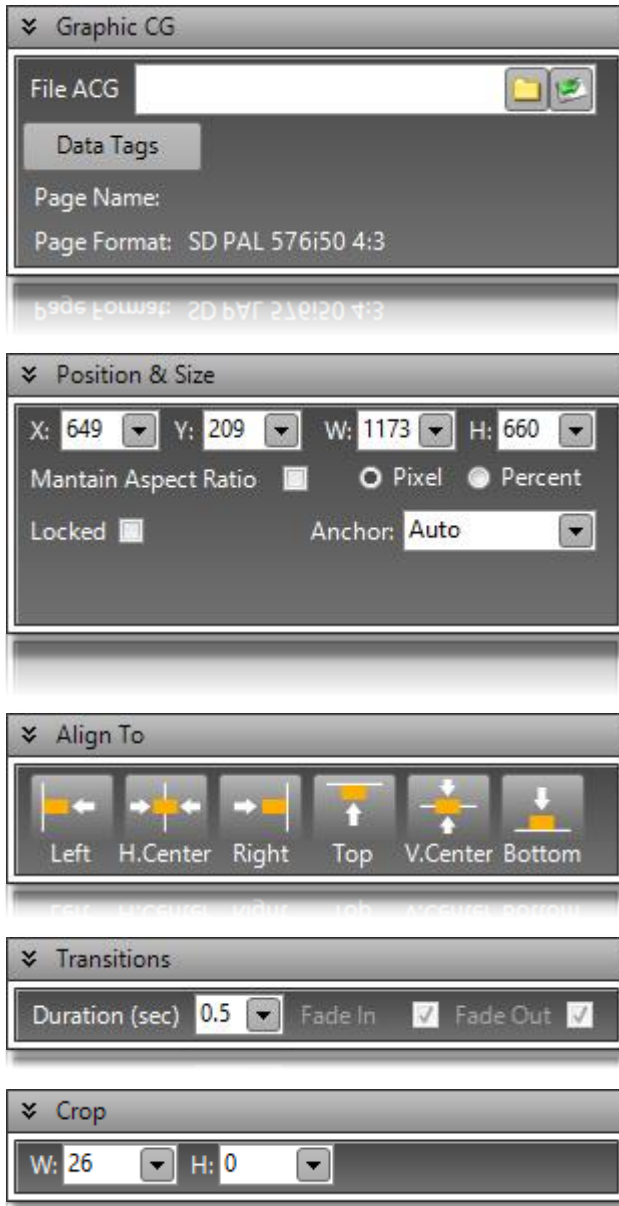 Graphic CG
File ACG
Data Tags
Page Name:
Page Format: SD PAL 576i50 4:3
Position & Size
X: 649 Y: 209 W: 1173 H: 660
Mantain Aspect Ratio Pixel Percent
Locked Anchor: Auto
Align To
Left H.Center Right Top V.Center Bottom
Transitions
Duration (sec) 0.5 Fade In Fade Out
Crop
W: 26 H: 0